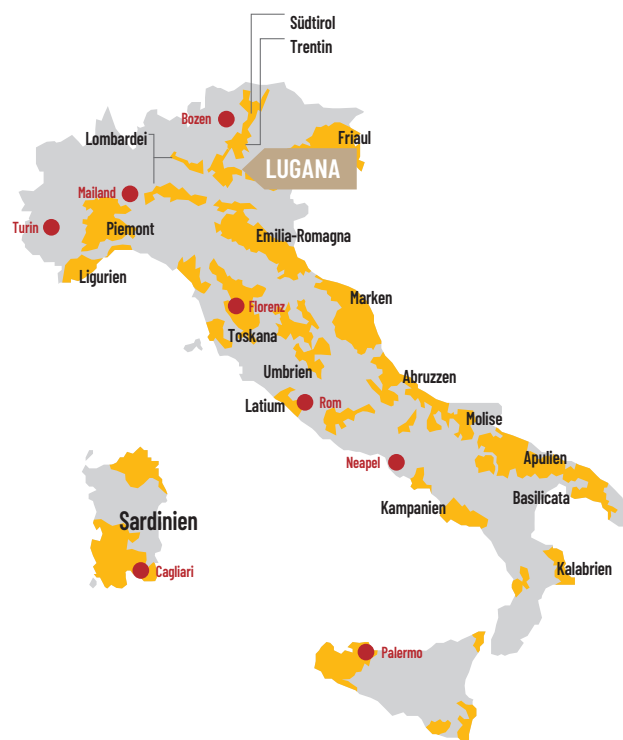 Südtirol
Trentin
Bozen
Lombardei
Friaul
LUGANA
Mailand
Turin
Piemont
Emilia-Romagna
Ligurien
Marken
Florenz
Toskana
Umbrien
Abruzzen
Latium
Rom
Molise
Neapel
Apulien
Basilicata
Kampanien
Sardinien
Cagliari
Kalabrien
Palermo